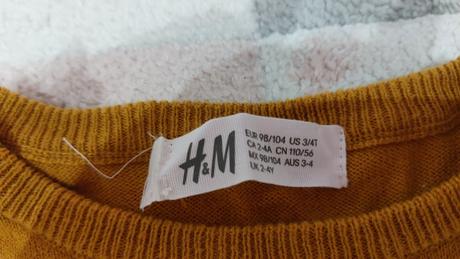 H&M
EUR 98/104 US 3/4T
CA 2-4A CN 110/56
MX 98/104 AUS 3-4
UK 2-4Y